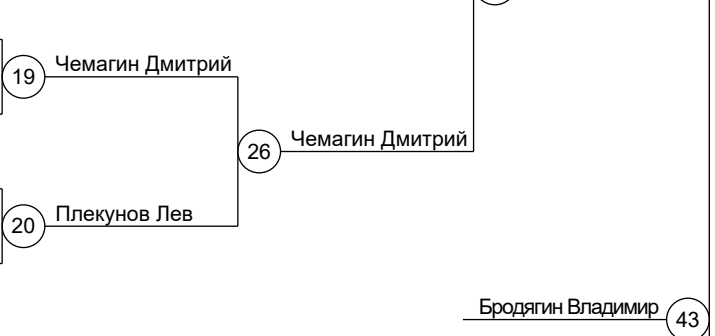 19 Чемагин Дмитрий
26 Чемагин Дмитрий
20 Плекунов Лев
Бродягин Владимир 43